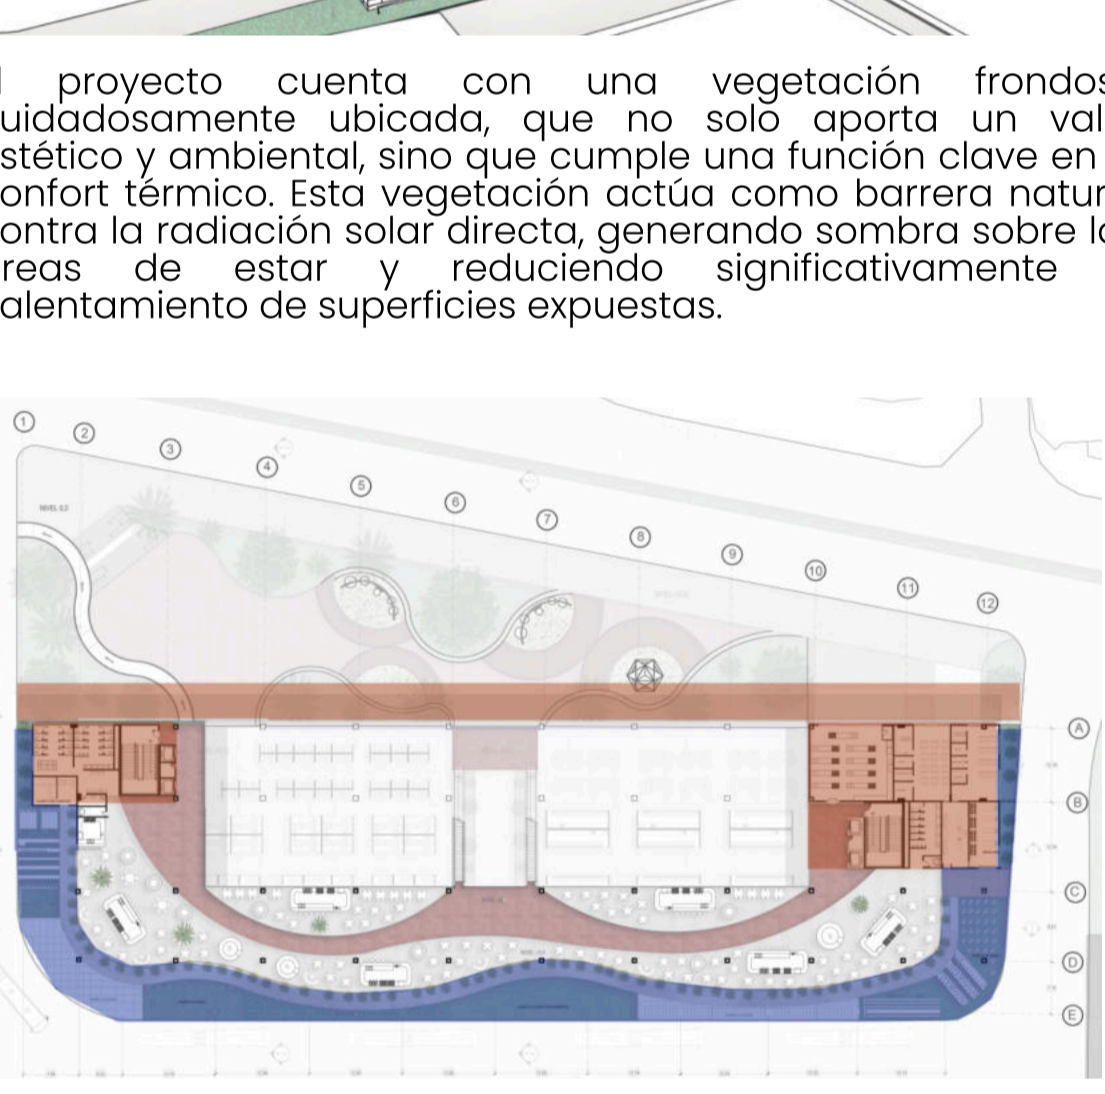 proyecto cuenta con una vegetación frondos
uidadosamente ubicada, que no solo aporta un val
stético y ambiental, sino que cumple una función clave en
onfort térmico. Esta vegetación actúa como barrera natur
ontra la radiación solar directa, generando sombra sobre l
reas de estar y reduciendo significativamente
alentamiento de superficies expuestas.
1
2
3
4
5
6
7
8
9
10
11
12
A
B
C
D
E